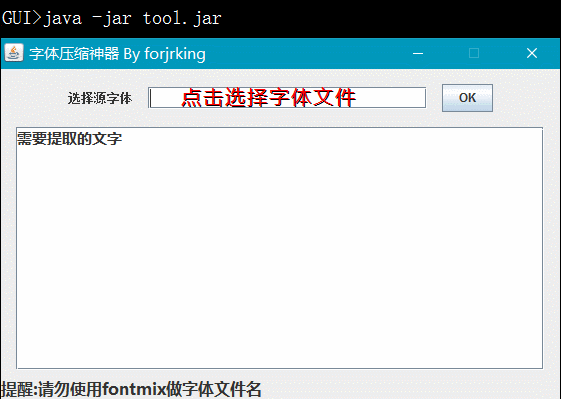 GUI>java -jar tool.jar
字体压缩神器 By forjrking
选择源字体 点击选择字体文件 OK
需要提取的文字
提醒:请勿使用fontmix做字体文件名